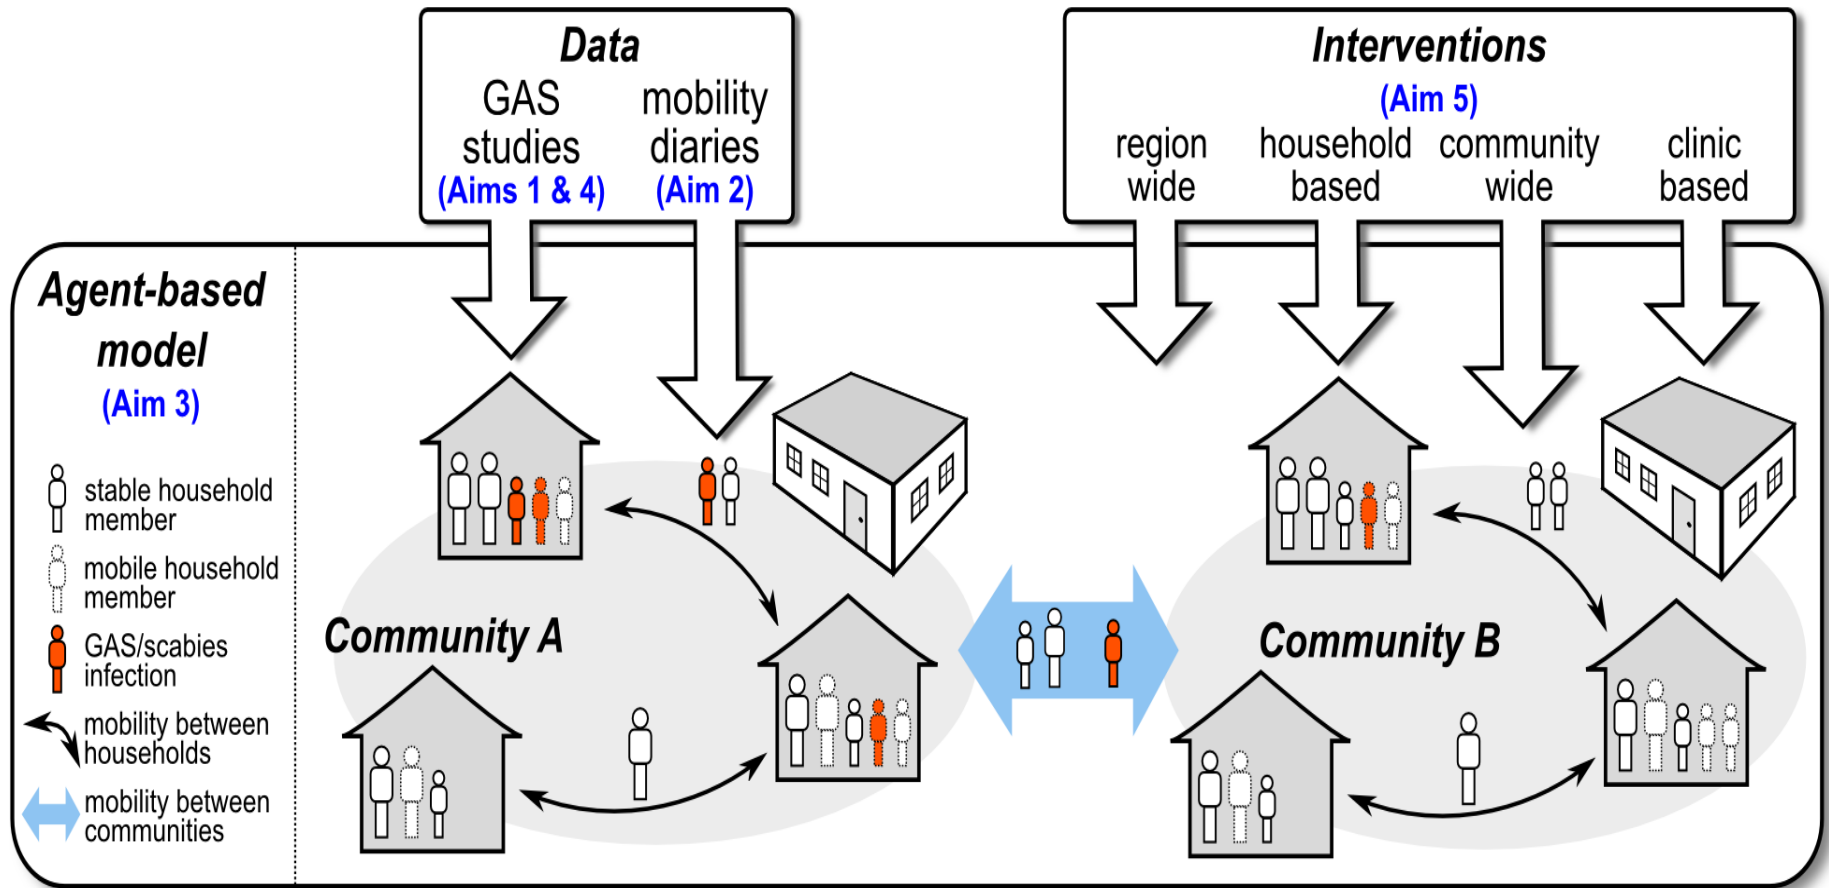 Data
GAS
studies
(Aims 1 & 4)
mobility
diaries
(Aim 2)
Interventions
(Aim 5)
region
wide
household
based
community
wide
clinic
based
Agent-based
model
(Aim 3)
stable household
member
mobile household
member
GAS/scabies
infection
mobility between
households
mobility between
communities
Community A
Community B